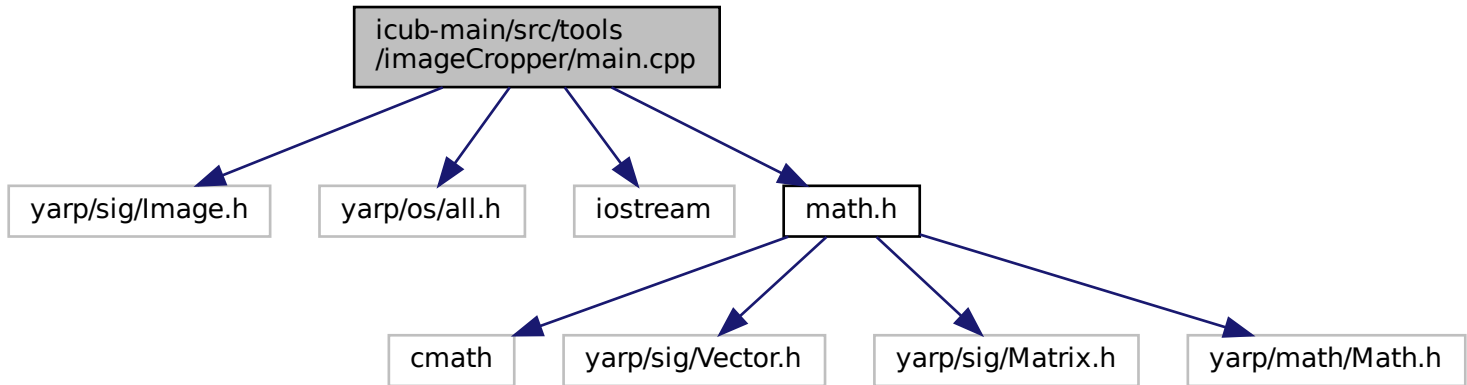 icub-main/src/tools
/imageCropper/main.cpp
yarp/sig/Image.h
yarp/os/all.h
iostream
math.h
cmath
yarp/sig/Vector.h
yarp/sig/Matrix.h
yarp/math/Math.h